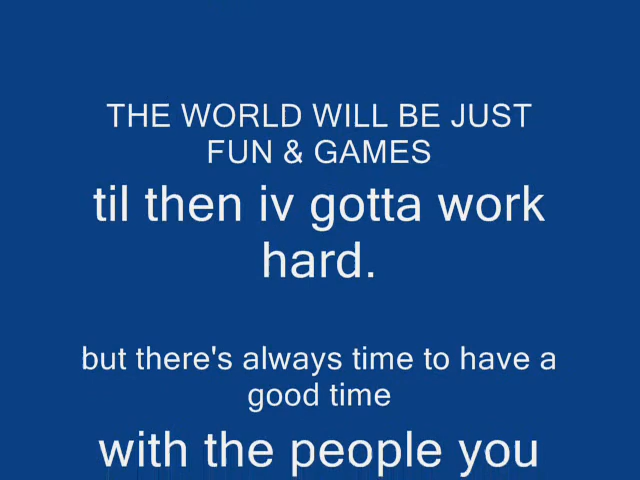 THE WORLD WILL BE JUST
FUN & GAMES
til then iv gotta work
hard.
but there's always time to have a
good time
with the people you